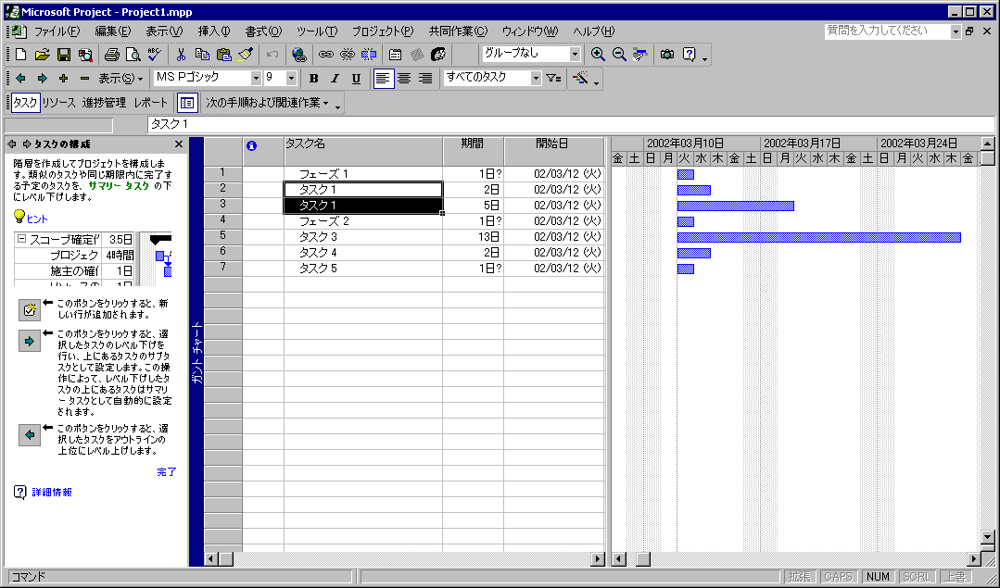 Microsoft Project - Project1.mpp
ファイル(F) 編集(E) 表示(V) 挿入(I) 書式(O) ツール(T) プロジェクト(P) 共同作業(C) ウィンドウ(W) ヘルプ(H) 質問を入力してください
グループなし
表示(S) MS Pゴシック 9 B I U すべてのタスク
タスク リソース 進捗管理 レポート 次の手順および関連作業
タスク 1
タスクの構成
階層を作成してプロジェクトを構成しま
す。類似のタスクや同じ期限内に完了す
る予定のタスクを、サマリー タスク の下
にレベル下げします。
ヒント
スコープ確定 3.5日
プロジェク 4時間
施主の確 1日
1日
このボタンをクリックすると、新
しい行が追加されます。
このボタンをクリックすると、選
択したタスクのレベル下げを
行い、上にあるタスクのサブタ
スクとして設定します。この操
作によって、レベル下げしたタ
スクの上にあるタスクはサマリ
ー タスクとして自動的に設定
されます。
このボタンをクリックすると、選
択したタスクをアウトラインの
上位にレベル上げします。
完了
詳細情報
ガント チャート
タスク名 期間 開始日
1 フェーズ 1 1日? 02/03/12 (火)
2 タスク 1 2日 02/03/12 (火)
3 タスク 1 5日 02/03/12 (火)
4 フェーズ 2 1日? 02/03/12 (火)
5 タスク 3 13日 02/03/12 (火)
6 タスク 4 2日 02/03/12 (火)
7 タスク 5 1日? 02/03/12 (火)
2002年03月10日 2002年03月17日 2002年03月24日
金 土 日 月 火 水 木 金 土 日 月 火 水 木 金 土 日 月 火 水 木 金
コマンド 拡張 CAPS NUM SCRL 上書